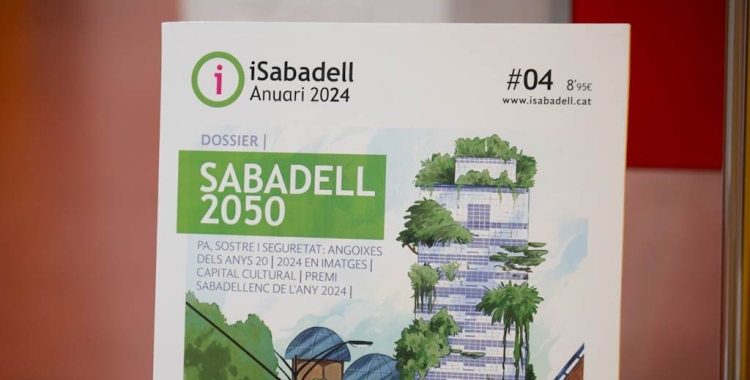 i
iSabadell
Anuari 2024
#04 8'95€
www.isabadell.cat
DOSSIER |
SABADELL
2050
PA, SOSTRE I SEGURETAT: ANGOIXES
DELS ANYS 20 | 2024 EN IMATGES |
CAPITAL CULTURAL | PREMI
SABADELLENC DE L'ANY 2024 |